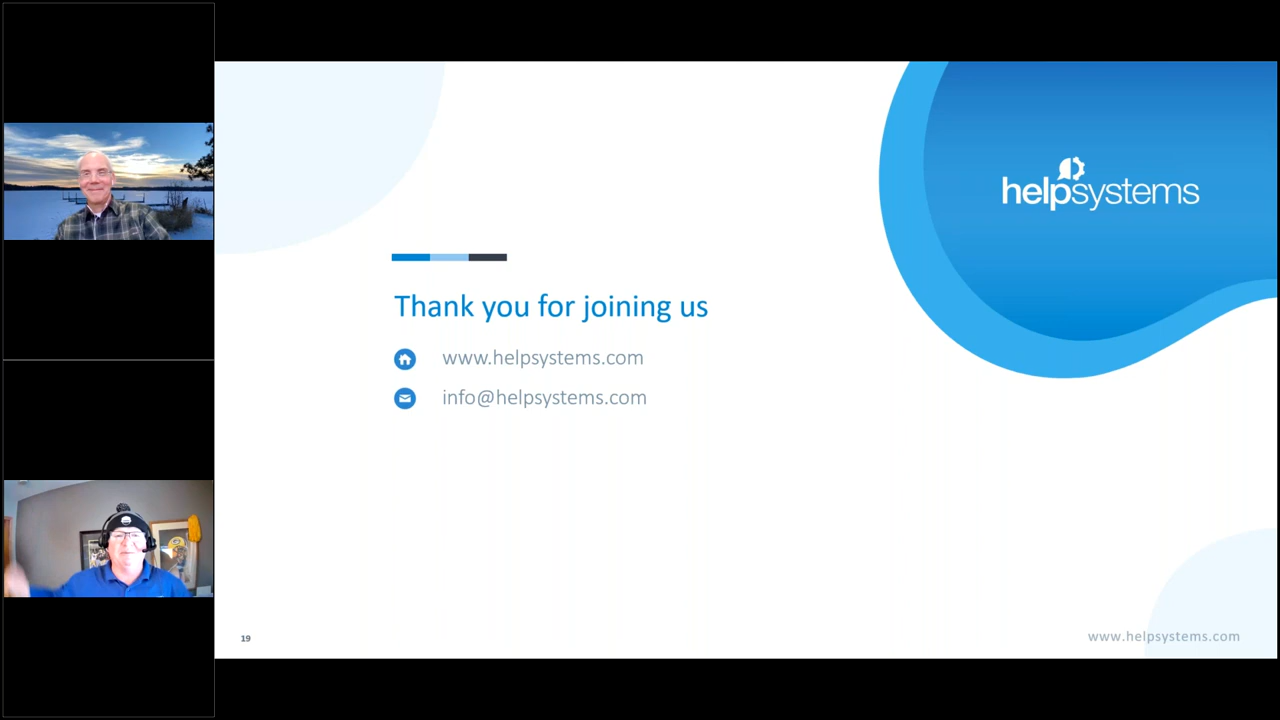 helpsystems
Thank you for joining us
www.helpsystems.com
info@helpsystems.com
19
www.helpsystems.com